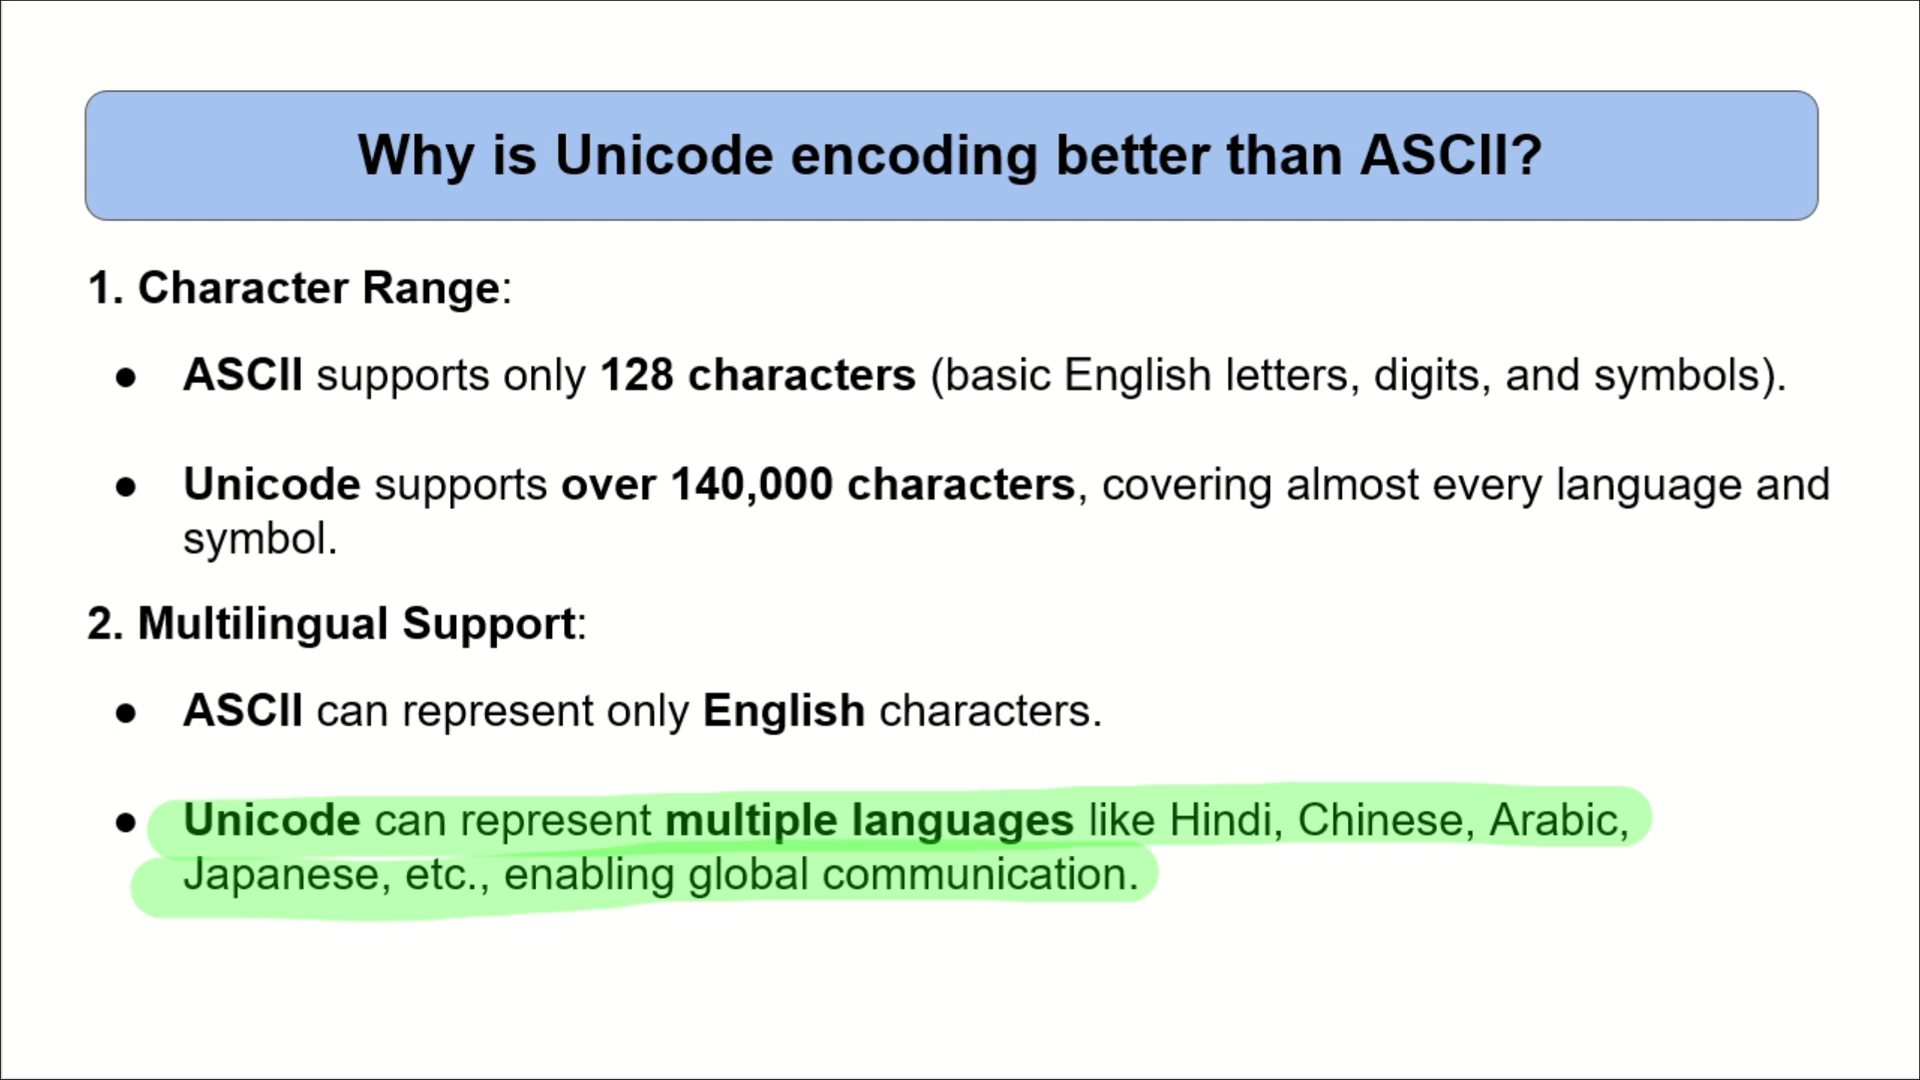 Why is Unicode encoding better than ASCII?
1. Character Range:
● ASCII supports only 128 characters (basic English letters, digits, and symbols).
● Unicode supports over 140,000 characters, covering almost every language and
symbol.
2. Multilingual Support:
● ASCII can represent only English characters.
● Unicode can represent multiple languages like Hindi, Chinese, Arabic,
Japanese, etc., enabling global communication.